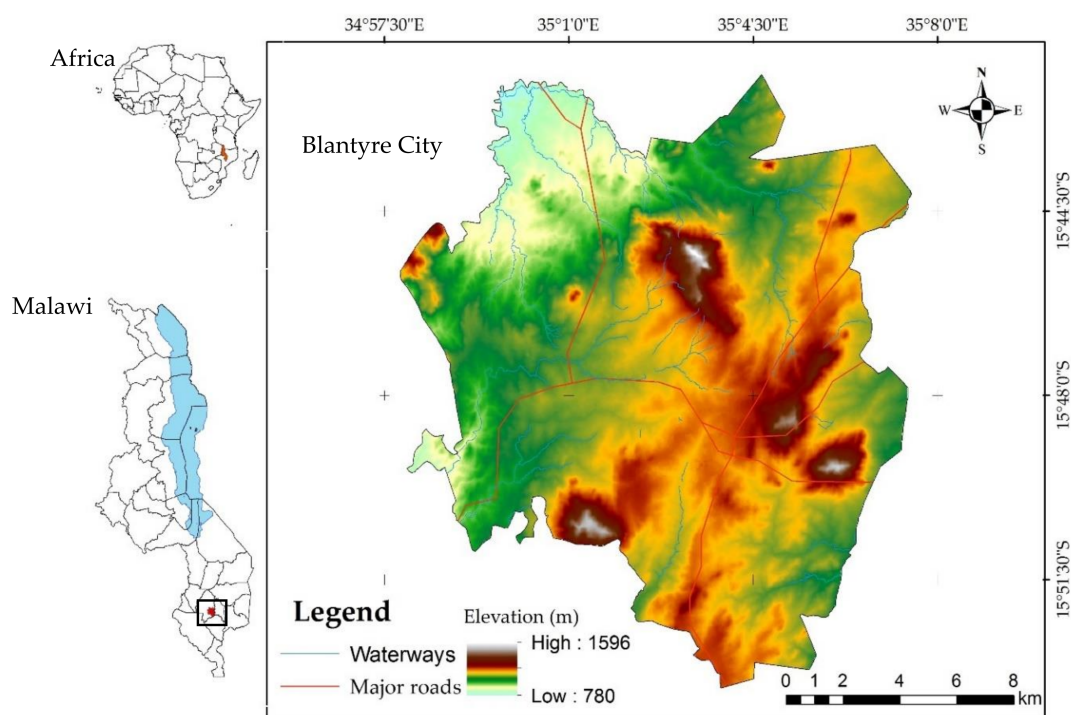 34°57'30"E 35°1'0"E 35°4'30"E 35°8'0"E
Africa
N
W E
S
Blantyre City
15°44'30"S
Malawi
15°48'0"S
15°51'30"S
Legend
Waterways
Major roads
Elevation (m)
High : 1596
Low : 780
0 1 2 4 6 8
km